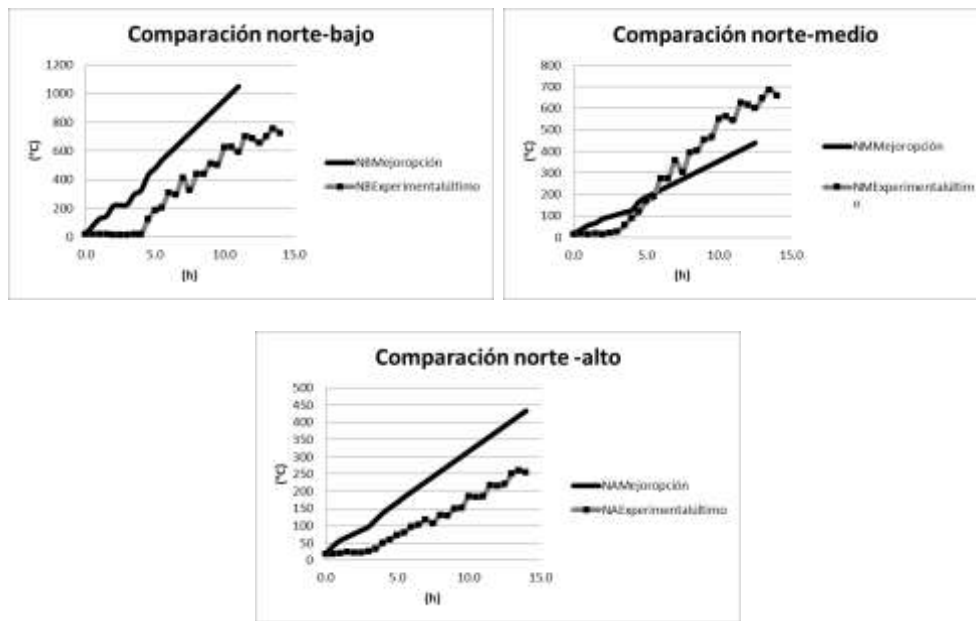 Comparación norte-bajo
1200
1000
800
600
400
200
0
0.0 5.0 10.0 15.0
(°C)
(h)
NBMejoropción
NBExperimentalúltimo
Comparación norte-medio
800
700
600
500
400
300
200
100
0
0.0 5.0 10.0 15.0
(°C)
(h)
NMMejoropción
NMExperimentalúltim
o
Comparación norte -alto
500
450
400
350
300
250
200
150
100
50
0
0.0 5.0 10.0 15.0
(°C)
(h)
NAMejoropción
NAExperimentalúltimo